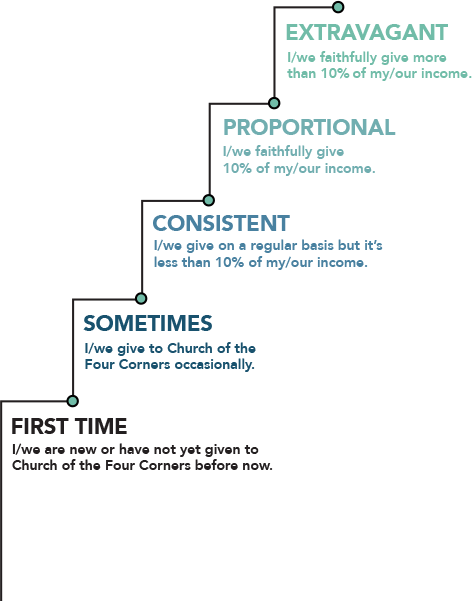 EXTRAVAGANT
I/we faithfully give more
than 10% of my/our income.
PROPORTIONAL
I/we faithfully give
10% of my/our income.
CONSISTENT
I/we give on a regular basis but it's
less than 10% of my/our income.
SOMETIMES
I/we give to Church of the
Four Corners occasionally.
FIRST TIME
I/we are new or have not yet given to
Church of the Four Corners before now.